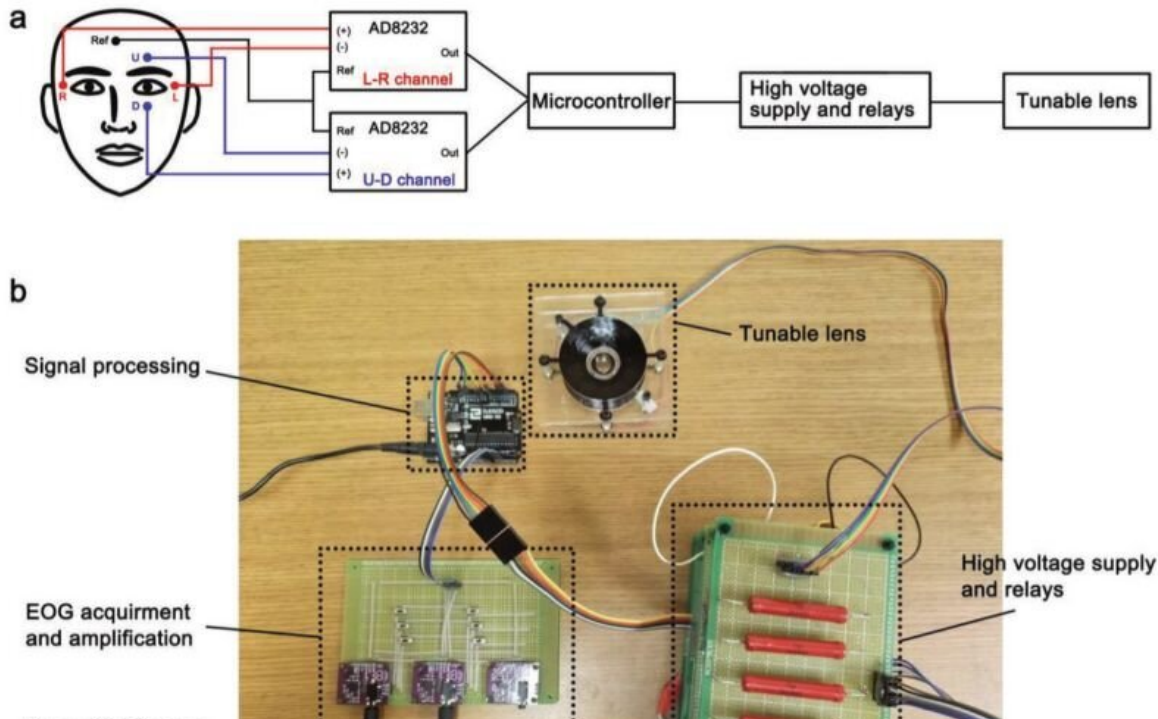 a
Ref
U
R
L
D
(+)
AD8232
(-)
Out
Ref
L-R channel
Ref
AD8232
(-)
Out
(+)
U-D channel
Microcontroller
High voltage
supply and relays
Tunable lens
b
Tunable lens
Signal processing
High voltage supply
and relays
EOG acquirment
and amplification